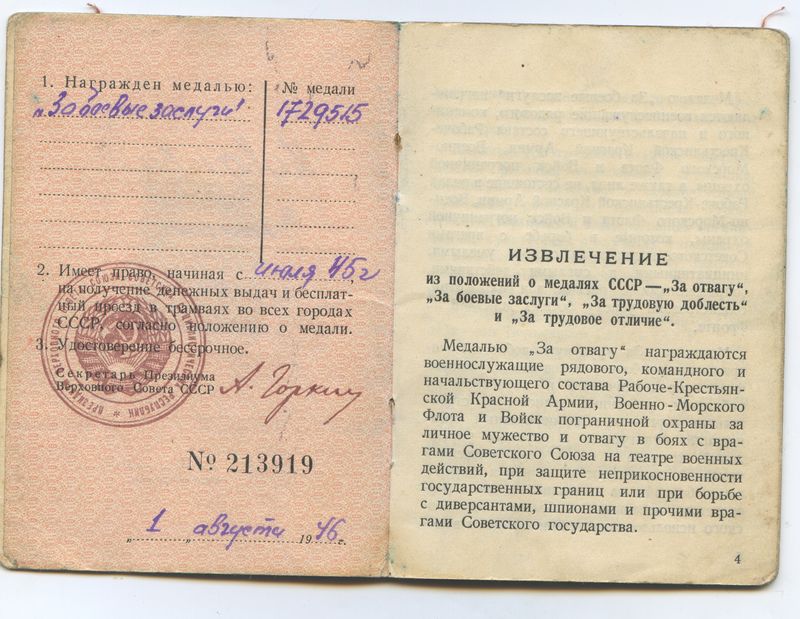 1. Награжден медалью:
№ медали
„За боевые заслуги"
1729515
2. Имеет право, начиная с июля 45 г
на получение денежных выдач и бесплат-
ный проезд в трамваях во всех городах
СССР, согласно положению о медали.
3. Удостоверение бессрочное.
Секретарь Президиума
Верховного Совета СССР
А. Горкин
№ 213919
„ 1 " августа 1946 г.
ИЗВЛЕЧЕНИЕ
из положений о медалях СССР—„За отвагу",
„За боевые заслуги", „За трудовую доблесть"
и „За трудовое отличие".
Медалью „За отвагу" награждаются
военнослужащие рядового, командного и
начальствующего состава Рабоче-Крестьян-
ской Красной Армии, Военно-Морского
Флота и Войск пограничной охраны за
личное мужество и отвагу в боях с вра-
гами Советского Союза на театре военных
действий, при защите неприкосновенности
государственных границ или при борьбе
с диверсантами, шпионами и прочими вра-
гами Советского государства.
4